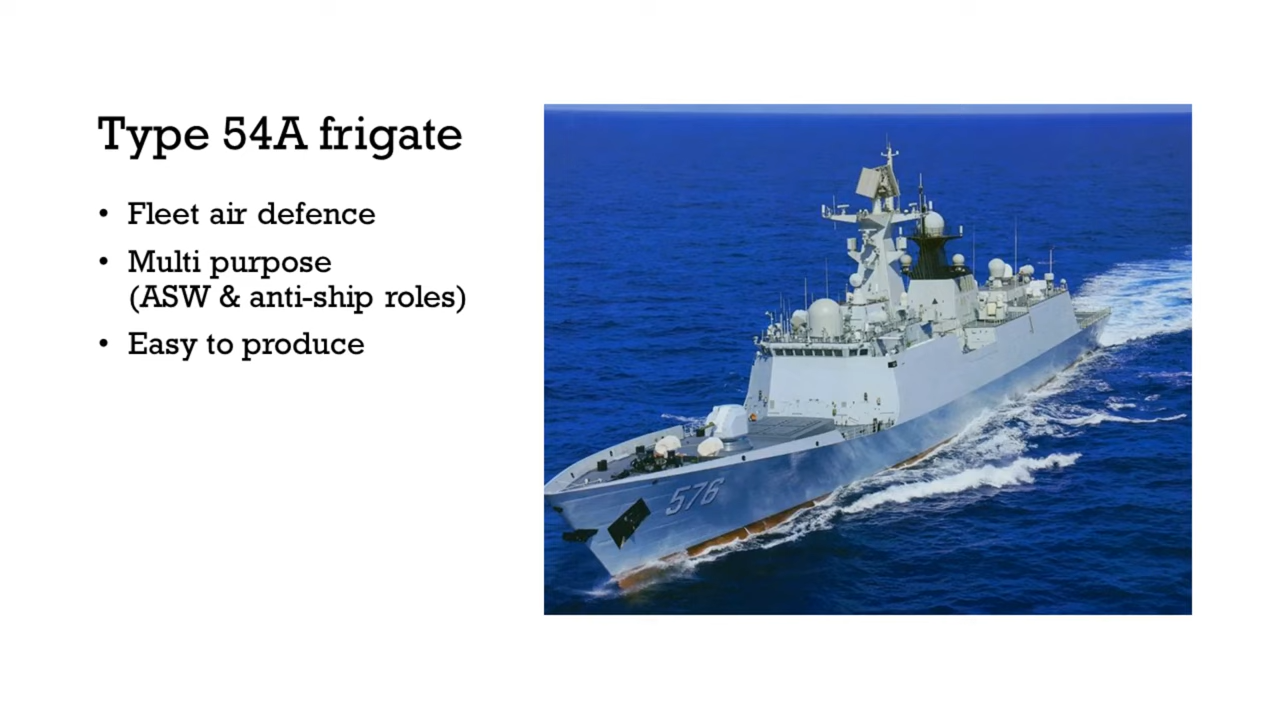 Type 54A frigate
• Fleet air defence
• Multi purpose
(ASW & anti-ship roles)
• Easy to produce
576